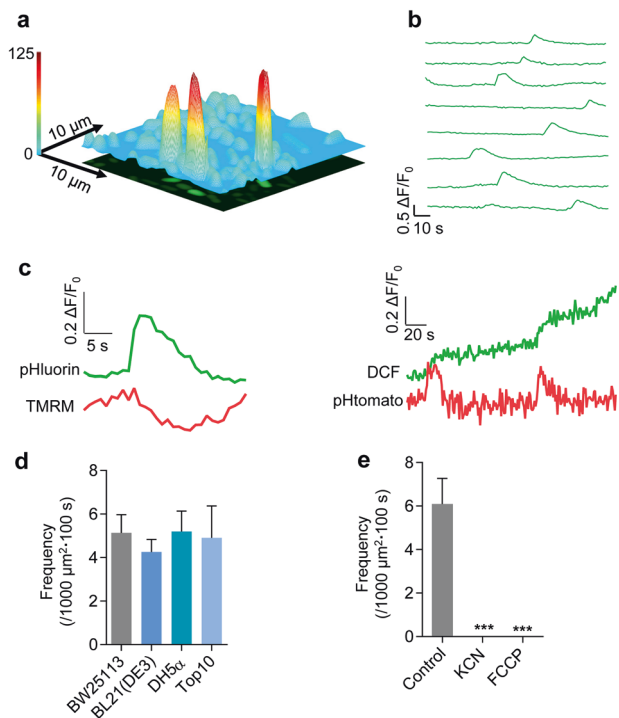 a
125
0
10 µm
10 µm
b
0.5 ΔF/F₀
10 s
c
0.2 ΔF/F₀
5 s
pHluorin
TMRM
0.2 ΔF/F₀
20 s
DCF
pHtomato
d
Frequency
(/1000 µm²·100 s)
8
6
4
2
0
BW25113
BL21(DE3)
DH5α
Top10
e
Frequency
(/1000 µm²·100 s)
8
6
4
2
0
***
***
Control
KCN
FCCP